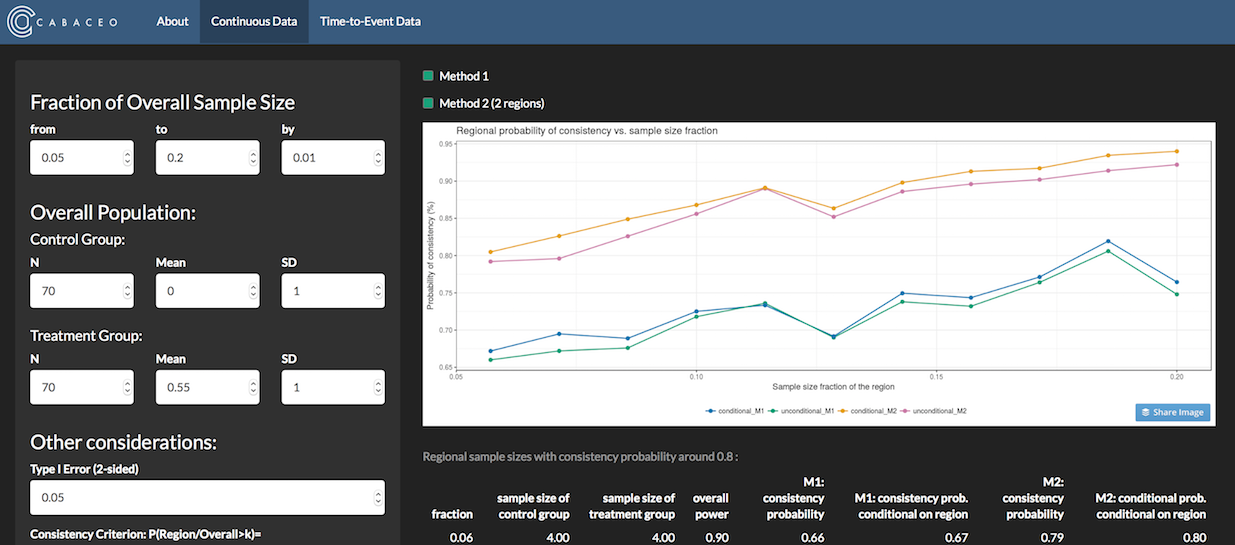 CABACEO About Continuous Data Time-to-Event Data
Fraction of Overall Sample Size
from to by
0.05 0.2 0.01
Overall Population:
Control Group:
N Mean SD
70 0 1
Treatment Group:
N Mean SD
70 0.55 1
Other considerations:
Type I Error (2-sided)
0.05
Consistency Criterion: P(Region/Overall>k)=
Method 1
Method 2 (2 regions)
Regional probability of consistency vs. sample size fraction
Probability of consistency (%)
0.95
0.90
0.85
0.80
0.75
0.70
0.65
0.05 0.10 0.15 0.20
Sample size fraction of the region
conditional_M1 unconditional_M1 conditional_M2 unconditional_M2
Share Image
Regional sample sizes with consistency probability around 0.8 :
M1: M2:
sample size of sample size of overall consistency M1: consistency prob. consistency M2: conditional prob.
fraction control group treatment group power probability conditional on region probability conditional on region
0.06 4.00 4.00 0.90 0.66 0.67 0.79 0.80